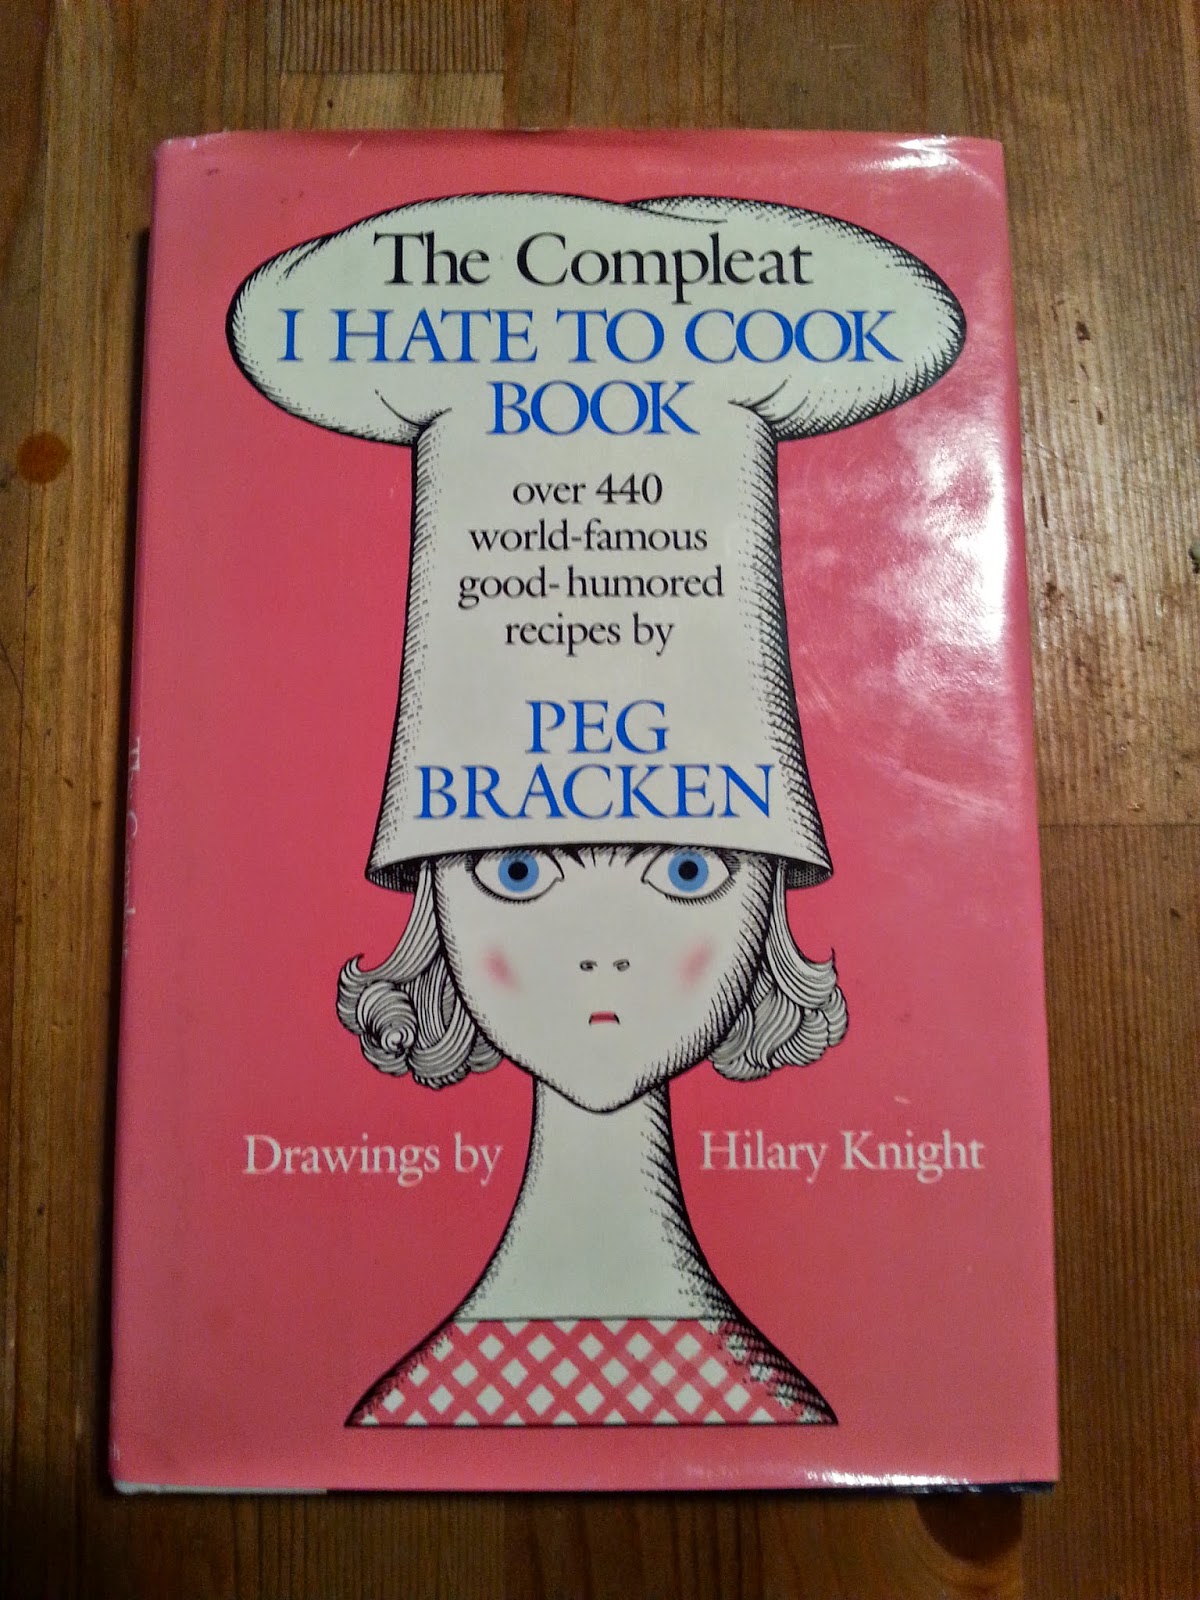 The Compleat
I HATE TO COOK
BOOK
over 440
world-famous
good-humored
recipes by
PEG
BRACKEN
Drawings by Hilary Knight